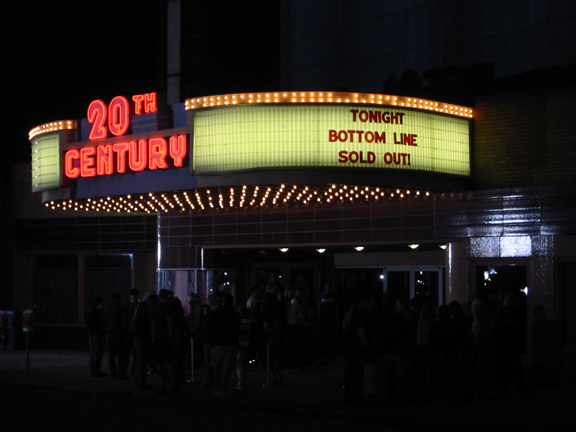 20TH
CENTURY
TONIGHT
BOTTOM LINE
SOLD OUT!